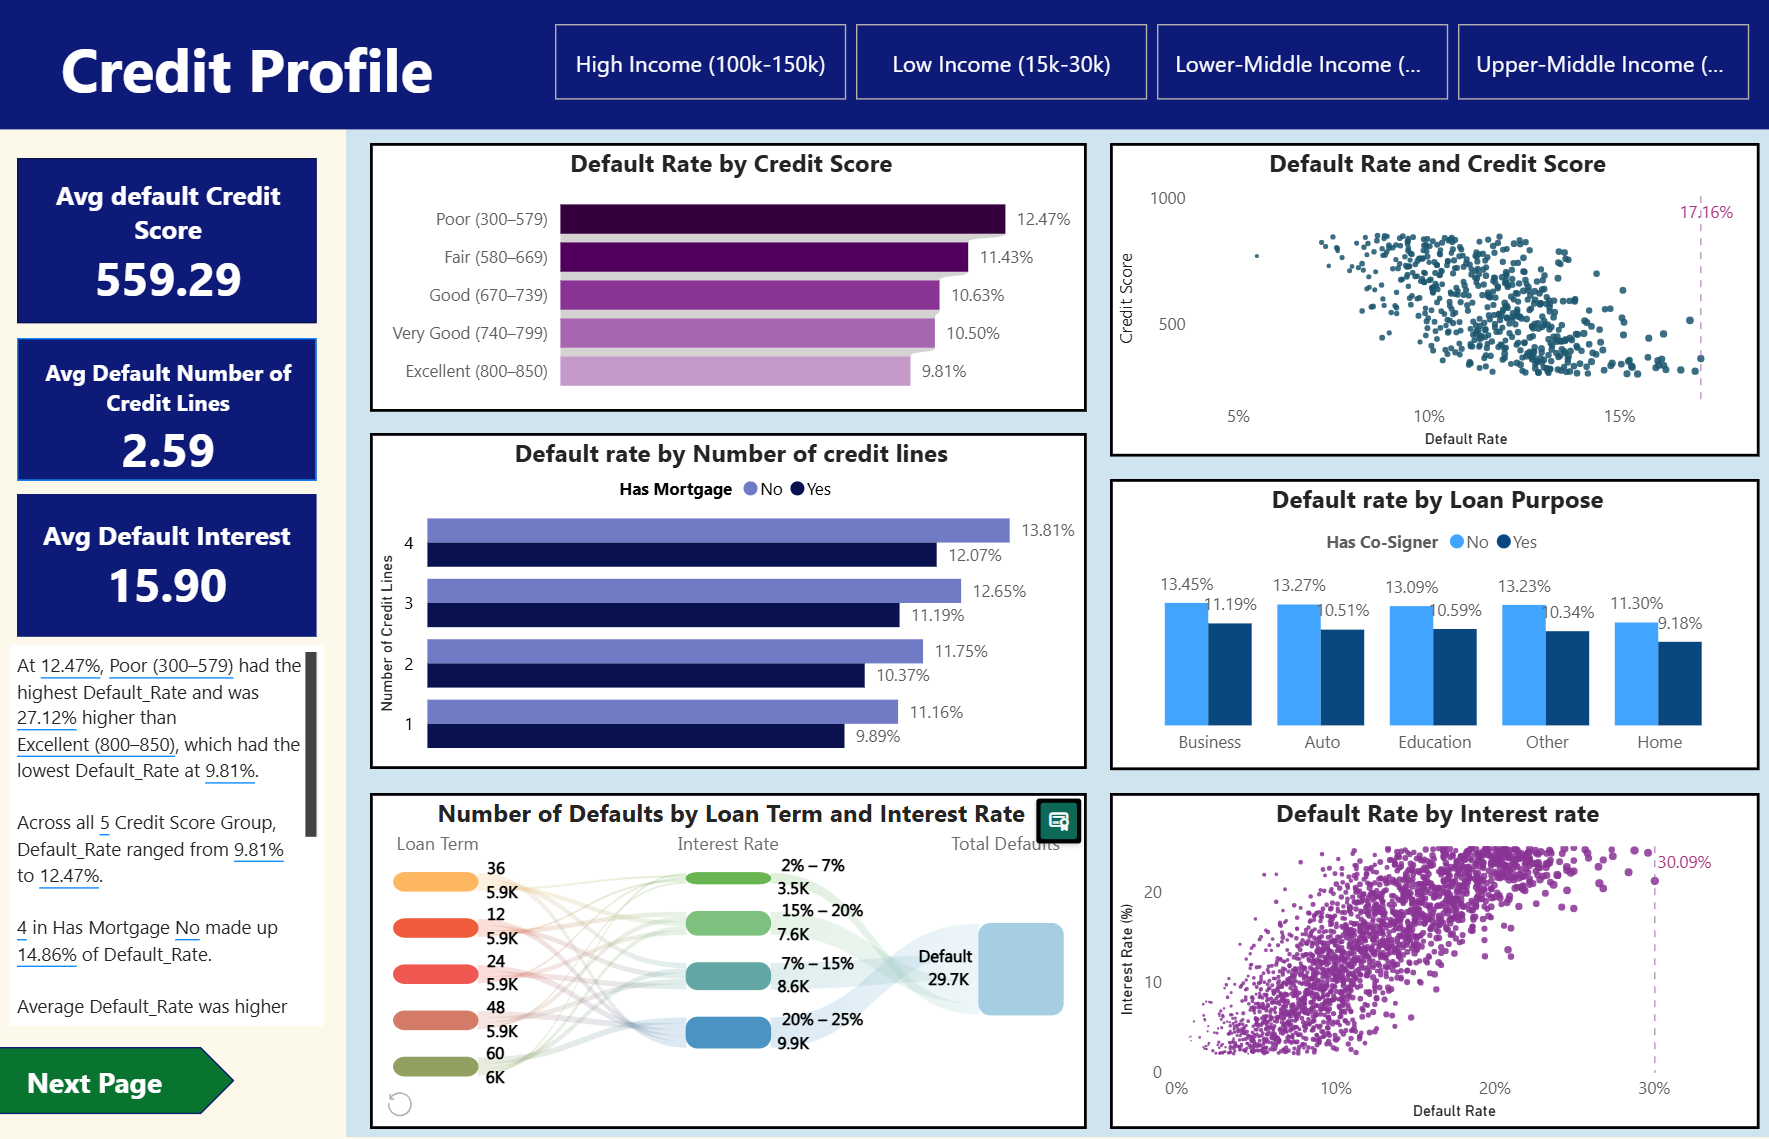 Credit Profile
High Income (100k-150k)
Low Income (15k-30k)
Lower-Middle Income (...
Upper-Middle Income (...
Avg default Credit
Score
559.29
Avg Default Number of
Credit Lines
2.59
Avg Default Interest
15.90
At 12.47%, Poor (300–579) had the
highest Default_Rate and was
27.12% higher than
Excellent (800–850), which had the
lowest Default_Rate at 9.81%.
Across all 5 Credit Score Group,
Default_Rate ranged from 9.81%
to 12.47%.
4 in Has Mortgage No made up
14.86% of Default_Rate.
Average Default_Rate was higher
Next Page
Default Rate by Credit Score
Poor (300–579) 12.47%
Fair (580–669) 11.43%
Good (670–739) 10.63%
Very Good (740–799) 10.50%
Excellent (800–850) 9.81%
Default rate by Number of credit lines
Has Mortgage No Yes
Number of Credit Lines
4
13.81%
12.07%
3
12.65%
11.19%
2
11.75%
10.37%
1
11.16%
9.89%
Number of Defaults by Loan Term and Interest Rate
Loan Term Interest Rate Total Defaults
36
5.9K
12
5.9K
24
5.9K
48
5.9K
60
6K
2% – 7%
3.5K
15% – 20%
7.6K
7% – 15%
8.6K
20% – 25%
9.9K
Default
29.7K
Default Rate and Credit Score
Credit Score
1000
500
17.16%
5% 10% 15%
Default Rate
Default rate by Loan Purpose
Has Co-Signer No Yes
13.45% 11.19% 13.27% 10.51% 13.09% 10.59% 13.23% 10.34% 11.30% 9.18%
Business Auto Education Other Home
Default Rate by Interest rate
Interest Rate (%)
20
10
0
30.09%
0% 10% 20% 30%
Default Rate